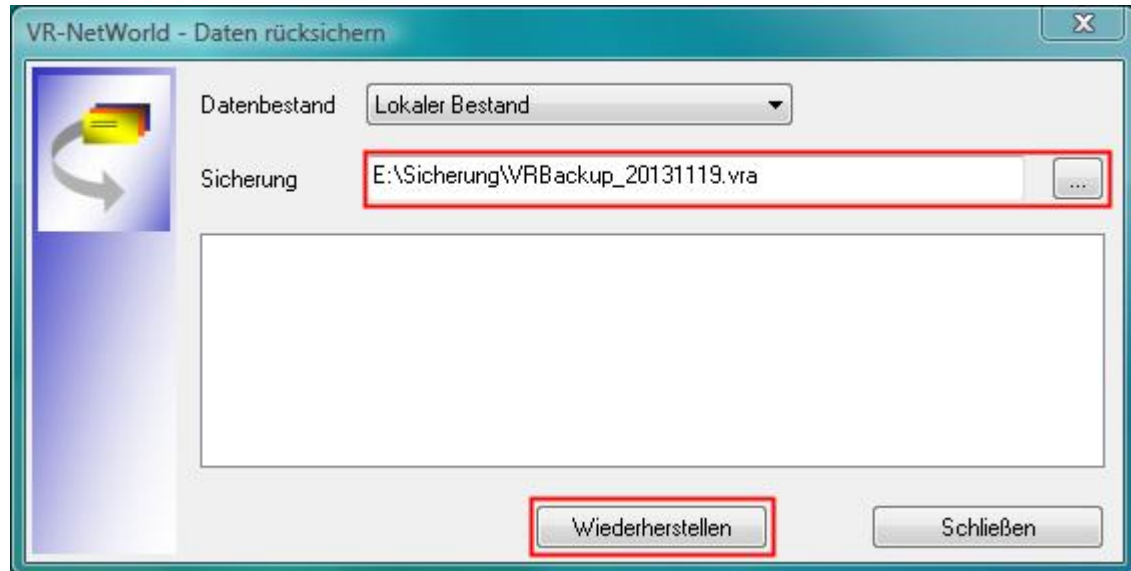 VR-NetWorld - Daten rücksichern
Datenbestand Lokaler Bestand
Sicherung E:\Sicherung\VRBackup_20131119.vra ...
Wiederherstellen Schließen